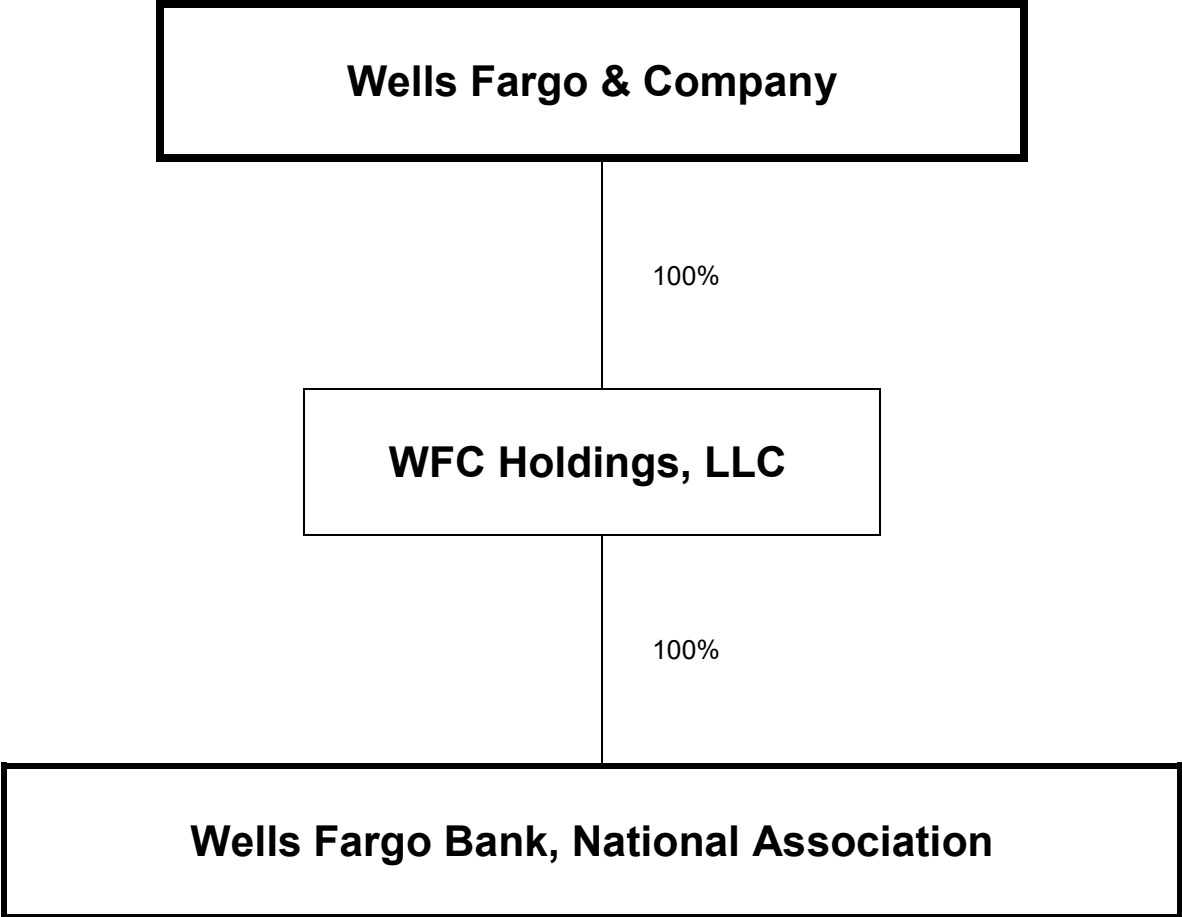 Wells Fargo & Company
100%
WFC Holdings, LLC
100%
Wells Fargo Bank, National Association